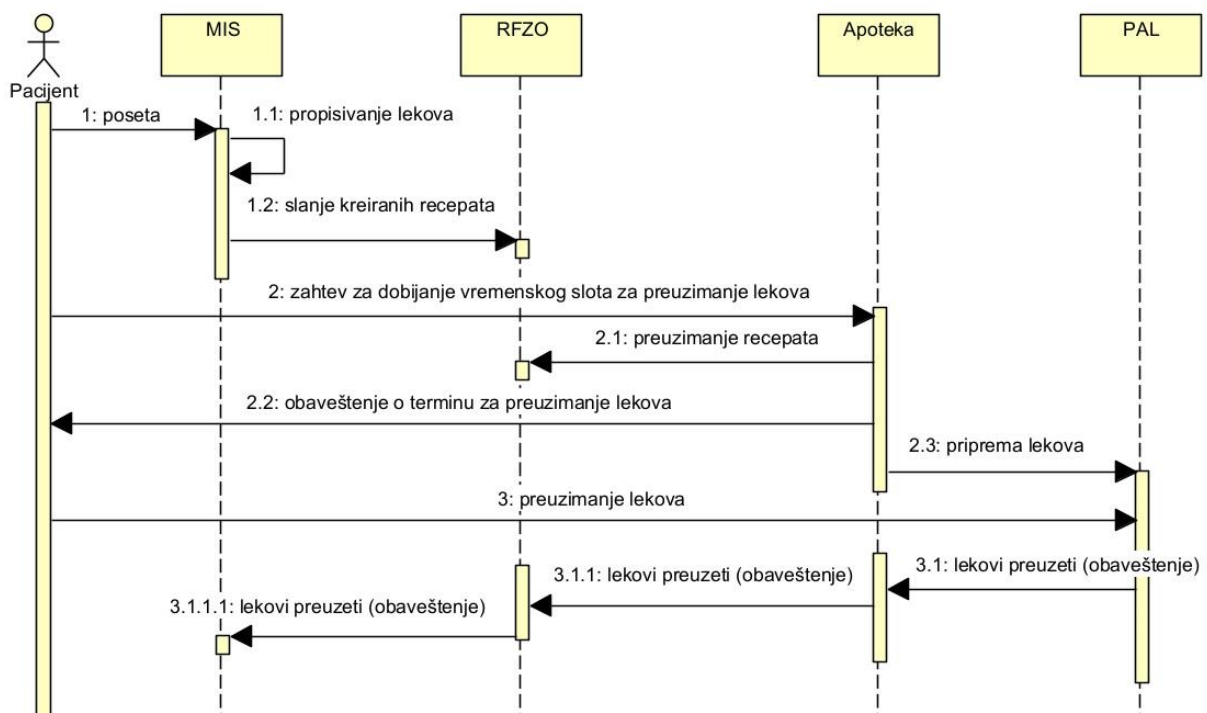 MIS
RFZO
Apoteka
PAL
Pacijent
1: poseta
1.1: propisivanje lekova
1.2: slanje kreiranih recepata
2: zahtev za dobijanje vremenskog slota za preuzimanje lekova
2.1: preuzimanje recepata
2.2: obaveštenje o terminu za preuzimanje lekova
2.3: priprema lekova
3: preuzimanje lekova
3.1: lekovi preuzeti (obaveštenje)
3.1.1: lekovi preuzeti (obaveštenje)
3.1.1.1: lekovi preuzeti (obaveštenje)